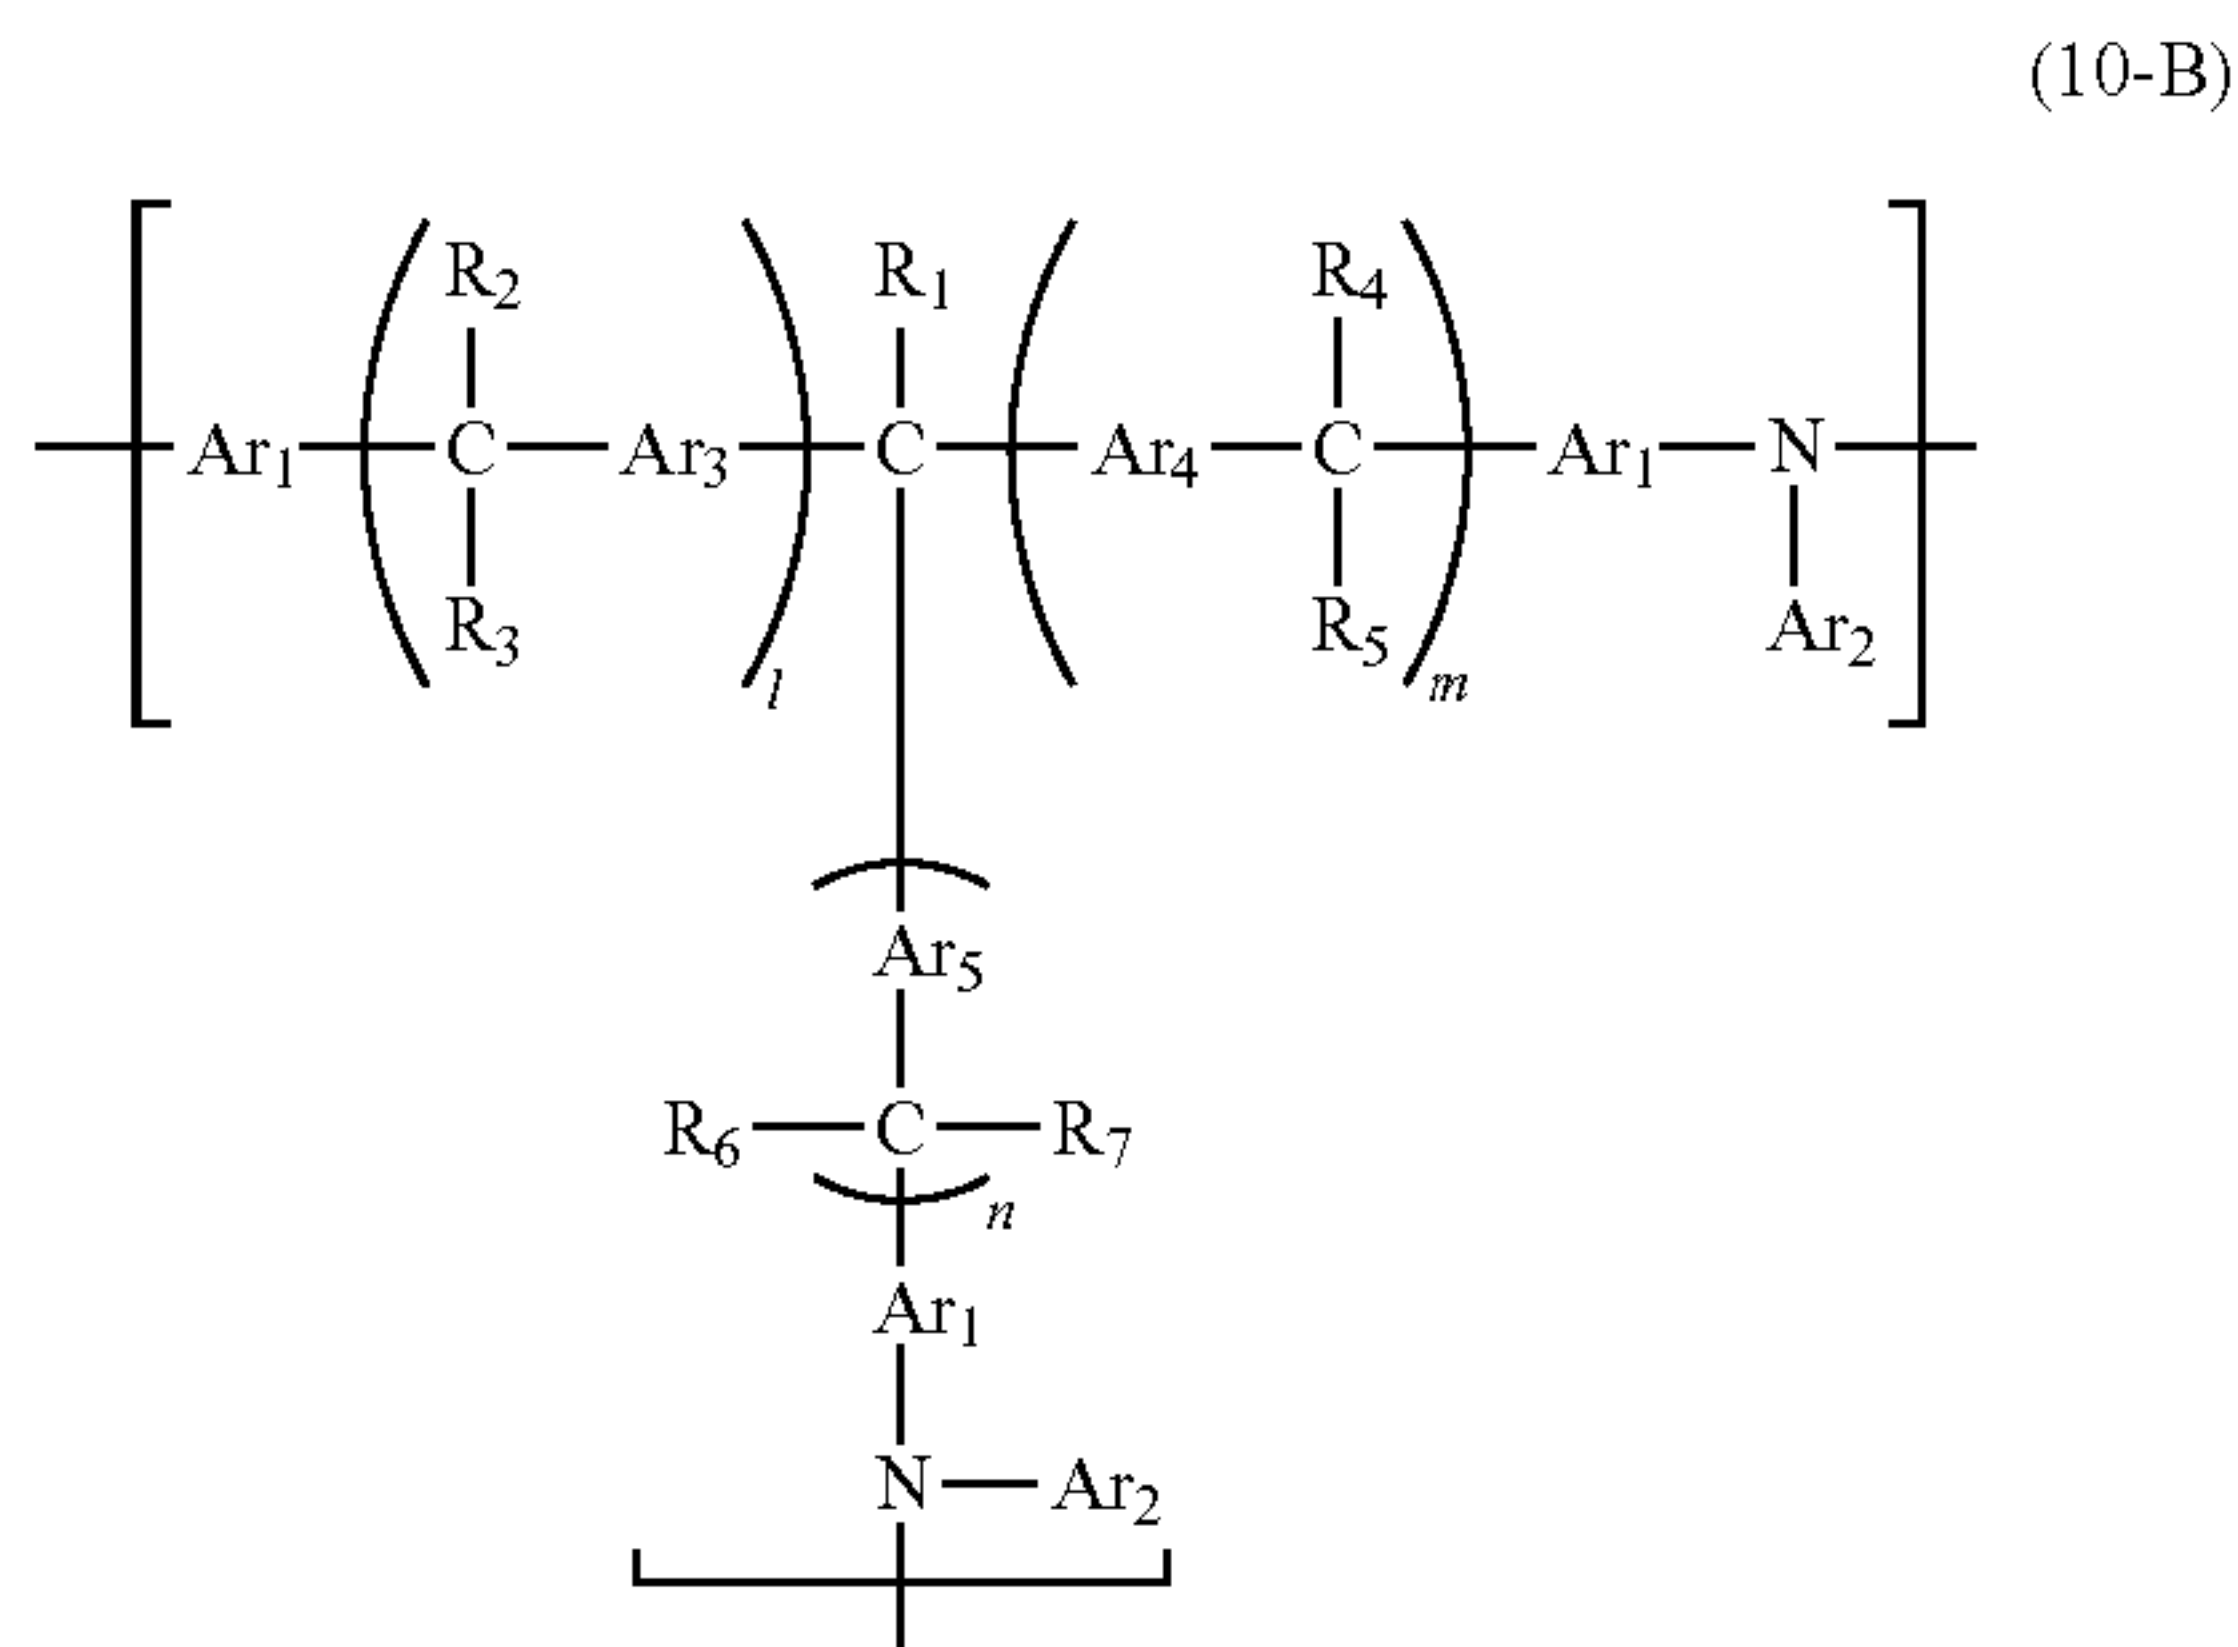 (10-B)
R2 R1 R4
Ar1 C Ar3 C Ar4 C Ar1 N
R3 R5 Ar2
l m
Ar5
R6 C R7
n
Ar1
N Ar2